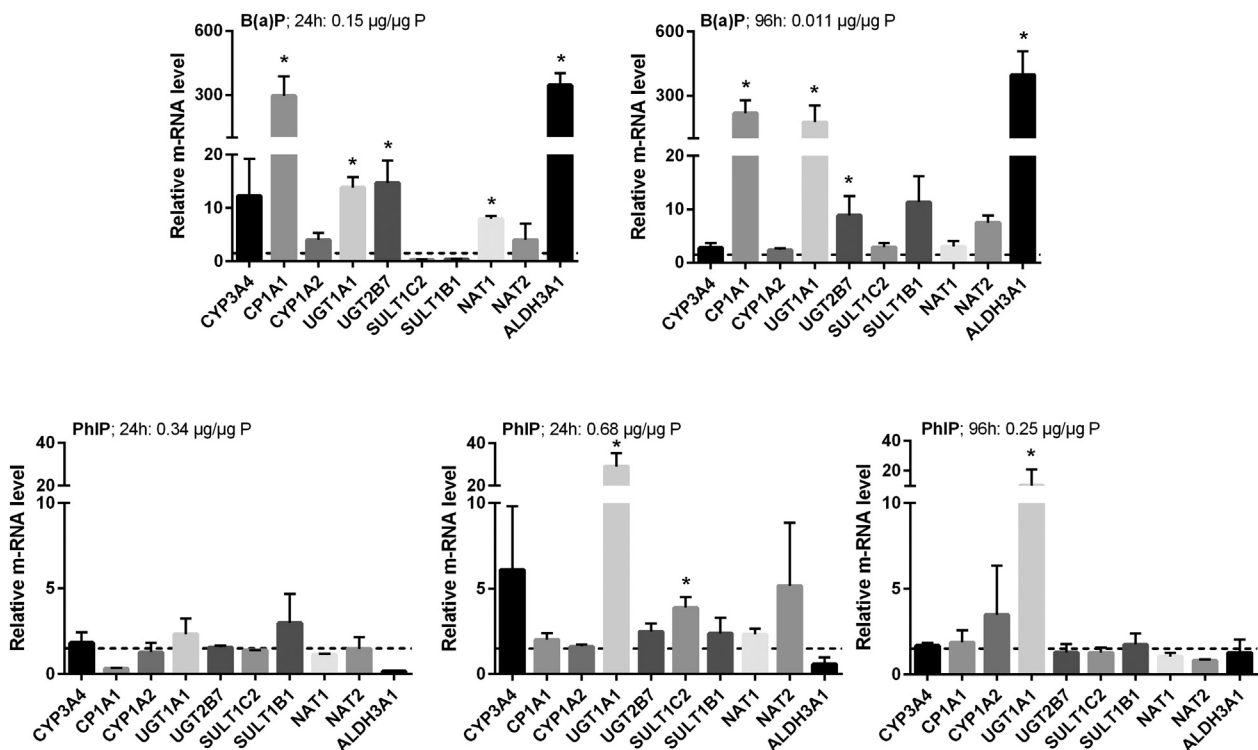 B(a)P; 24h: 0.15 µg/µg P
Relative m-RNA level
600
300
20
10
0
*
*
*
*
*
CYP3A4
CP1A1
CYP1A2
UGT1A1
UGT2B7
SULT1C2
SULT1B1
NAT1
NAT2
ALDH3A1
B(a)P; 96h: 0.011 µg/µg P
Relative m-RNA level
600
300
20
10
0
*
*
*
*
CYP3A4
CP1A1
CYP1A2
UGT1A1
UGT2B7
SULT1C2
SULT1B1
NAT1
NAT2
ALDH3A1
PhIP; 24h: 0.34 µg/µg P
Relative m-RNA level
40
20
10
5
0
CYP3A4
CP1A1
CYP1A2
UGT1A1
UGT2B7
SULT1C2
SULT1B1
NAT1
NAT2
ALDH3A1
PhIP; 24h: 0.68 µg/µg P
Relative m-RNA level
40
20
10
5
0
*
*
CYP3A4
CP1A1
CYP1A2
UGT1A1
UGT2B7
SULT1C2
SULT1B1
NAT1
NAT2
ALDH3A1
PhIP; 96h: 0.25 µg/µg P
Relative m-RNA level
40
20
10
5
0
*
CYP3A4
CP1A1
CYP1A2
UGT1A1
UGT2B7
SULT1C2
SULT1B1
NAT1
NAT2
ALDH3A1